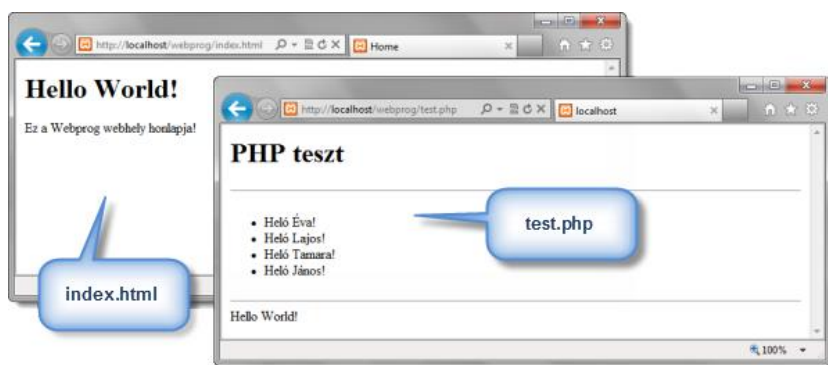 http://localhost/webprog/index.html
Home
Hello World!
Ez a Webprog webhely honlapja!
index.html
http://localhost/webprog/test.php
localhost
PHP teszt
• Heló Éva!
• Heló Lajos!
• Heló Tamara!
• Heló János!
test.php
Hello World!
100%